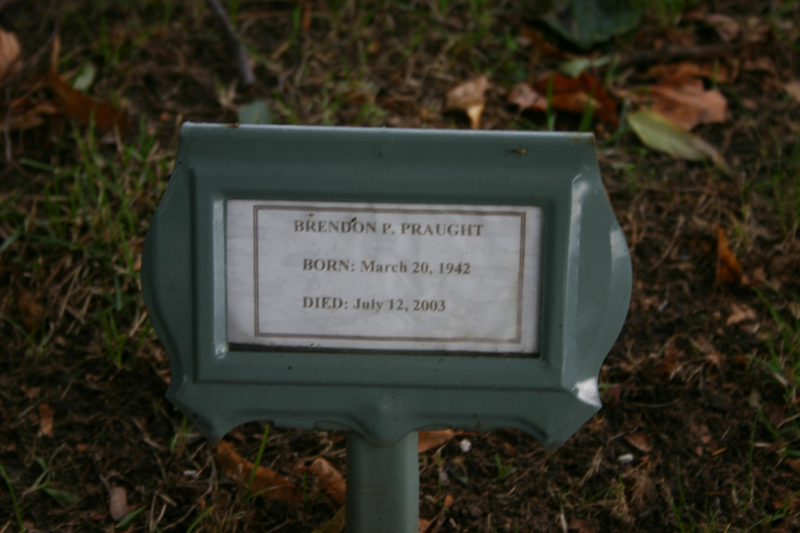 BRENDON P. PRAUGHT
BORN: March 20, 1942
DIED: July 12, 2003